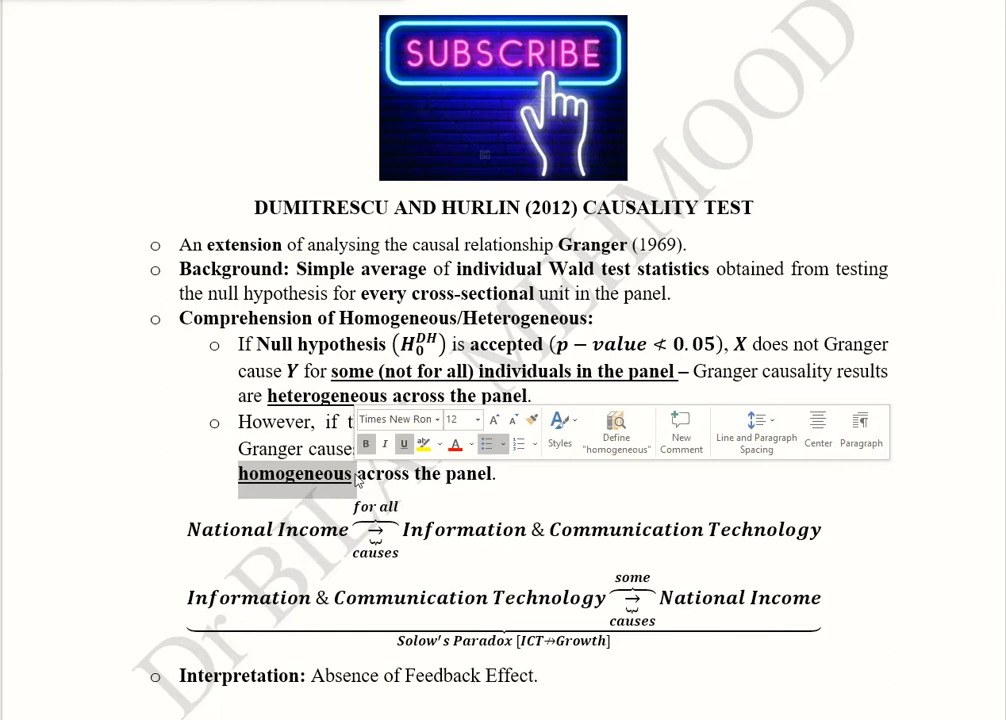 SUBSCRIBE
DUMITRESCU AND HURLIN (2012) CAUSALITY TEST
o An extension of analysing the causal relationship Granger (1969).
o Background: Simple average of individual Wald test statistics obtained from testing
the null hypothesis for every cross-sectional unit in the panel.
o Comprehension of Homogeneous/Heterogeneous:
o If Null hypothesis (H₀ᴰᴴ) is accepted (p − value ≮ 0.05), X does not Granger
cause Y for some (not for all) individuals in the panel – Granger causality results
are heterogeneous across the panel.
o However, if t
Granger cause
homogeneous across the panel.
Times New Ron 12 A A Styles Define "homogeneous" New Comment Line and Paragraph Spacing Center Paragraph
B I U ab A
for all
National Income → Information & Communication Technology
causes
some
Information & Communication Technology → National Income
causes
Solow's Paradox [ICT↛Growth]
o Interpretation: Absence of Feedback Effect.
Dr BILAL MEHMOOD